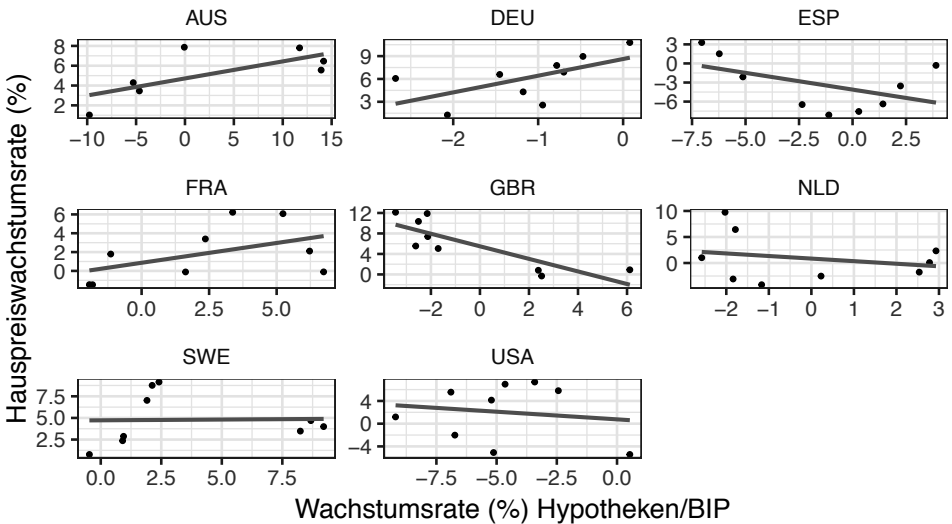 Hauspreiswachstumsrate (%)
AUS
8
6
4
2
−10 −5 0 5 10 15
DEU
9
6
3
−2 −1 0
ESP
3
0
−3
−6
−7.5 −5.0 −2.5 0.0 2.5
FRA
6
4
2
0
0.0 2.5 5.0
GBR
12
8
4
0
−2 0 2 4 6
NLD
10
5
0
−2 −1 0 1 2 3
SWE
7.5
5.0
2.5
0.0 2.5 5.0 7.5
USA
4
0
−4
−7.5 −5.0 −2.5 0.0
Wachstumsrate (%) Hypotheken/BIP